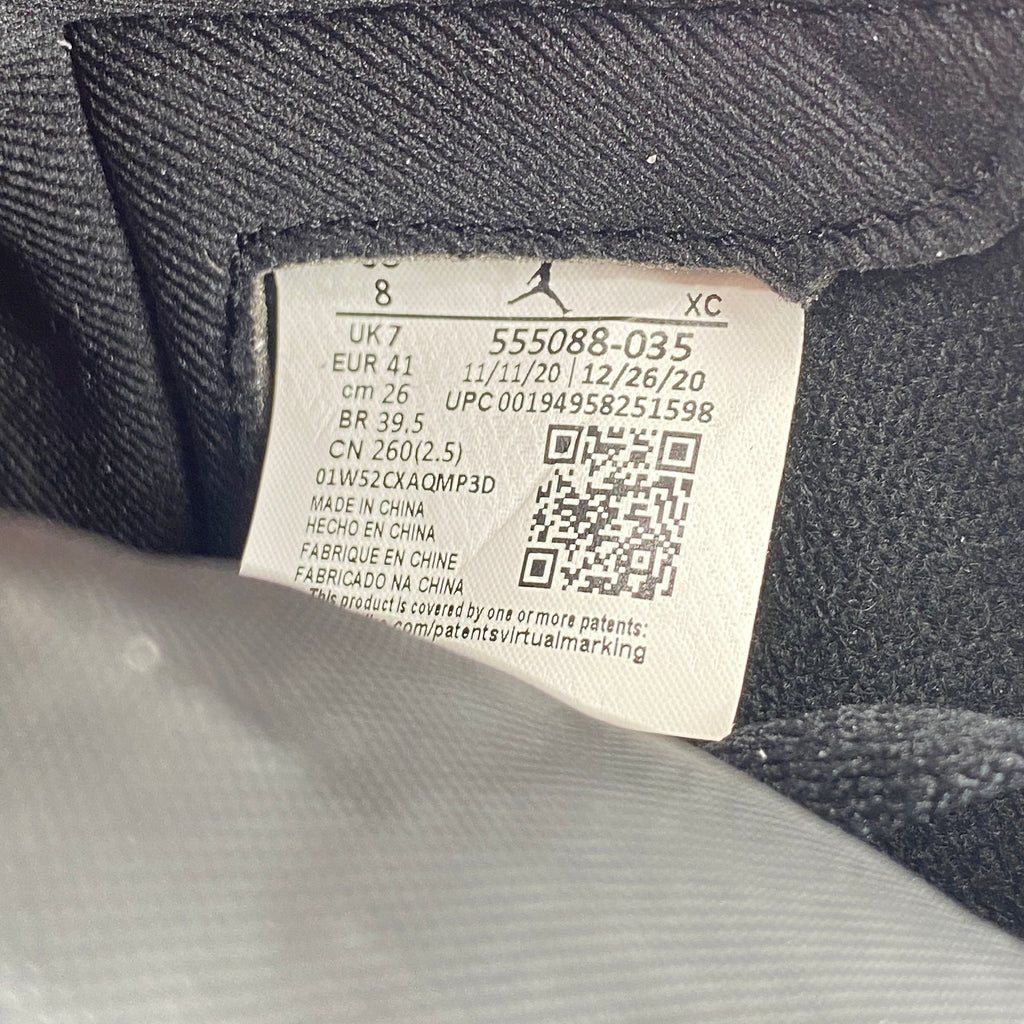 8
XC
UK 7
EUR 41
cm 26
BR 39.5
CN 260(2.5)
01W52CXAQMP3D
555088-035
11/11/20 | 12/26/20
UPC 00194958251598
MADE IN CHINA
HECHO EN CHINA
FABRIQUE EN CHINE
FABRICADO NA CHINA
This product is covered by one or more patents:
.com/patentsvirtualmarking